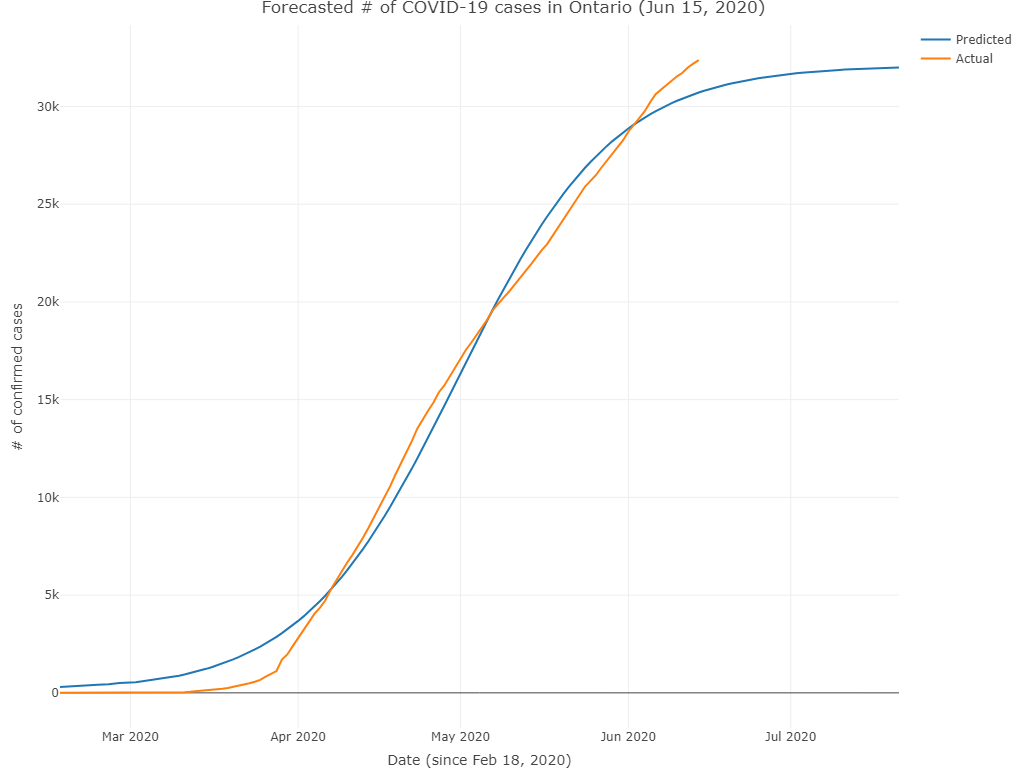 Forecasted # of COVID-19 cases in Ontario (Jun 15, 2020)
Predicted
Actual
30k
25k
20k
15k
10k
5k
0
# of confirmed cases
Mar 2020
Apr 2020
May 2020
Jun 2020
Jul 2020
Date (since Feb 18, 2020)